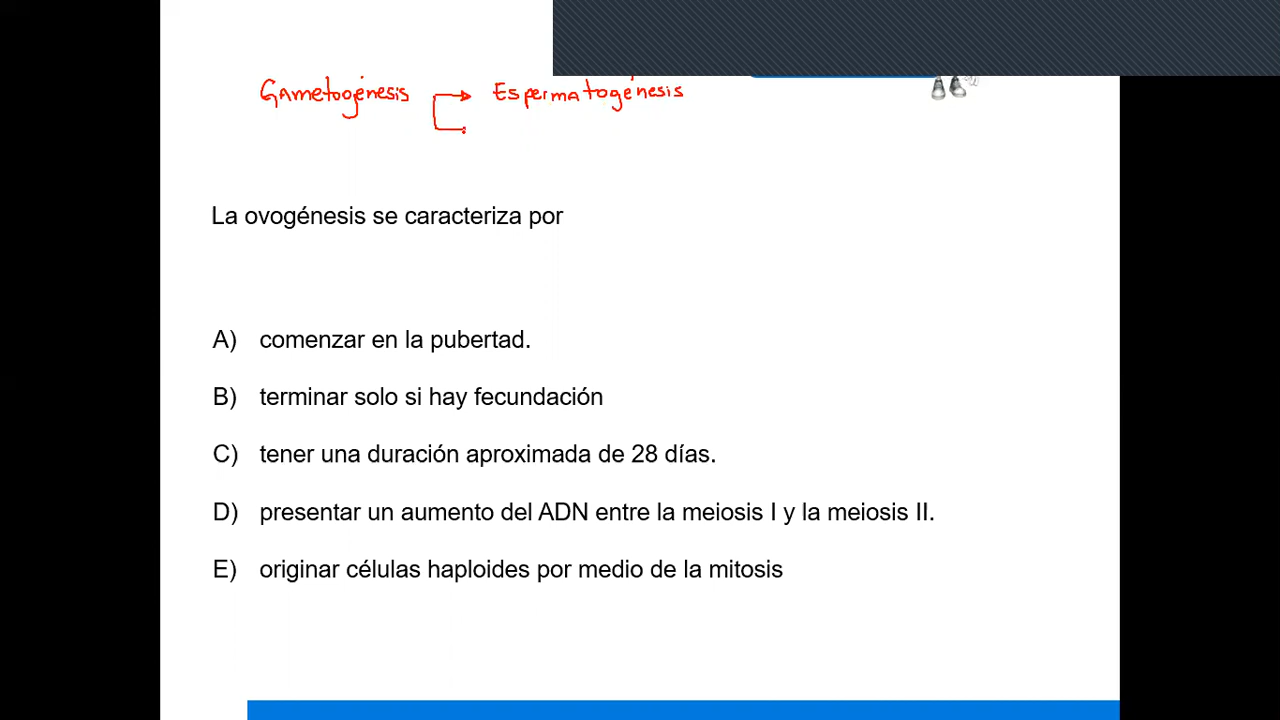 Gametogénesis Espermatogénesis
La ovogénesis se caracteriza por
A) comenzar en la pubertad.
B) terminar solo si hay fecundación
C) tener una duración aproximada de 28 días.
D) presentar un aumento del ADN entre la meiosis I y la meiosis II.
E) originar células haploides por medio de la mitosis